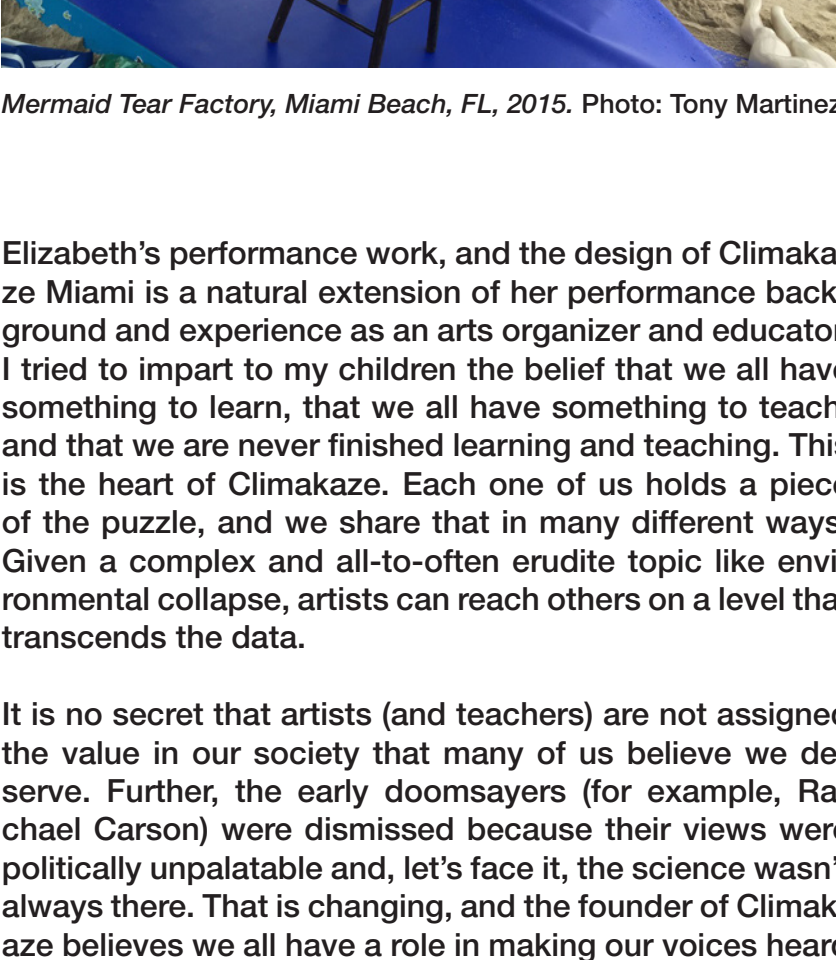 Mermaid Tear Factory, Miami Beach, FL, 2015. Photo: Tony Martinez
Elizabeth’s performance work, and the design of Climaka
ze Miami is a natural extension of her performance back
ground and experience as an arts organizer and educator
I tried to impart to my children the belief that we all have
something to learn, that we all have something to teach
and that we are never finished learning and teaching. This
is the heart of Climakaze. Each one of us holds a piece
of the puzzle, and we share that in many different ways.
Given a complex and all-to-often erudite topic like envi
ronmental collapse, artists can reach others on a level tha
transcends the data.
It is no secret that artists (and teachers) are not assigned
the value in our society that many of us believe we de
serve. Further, the early doomsayers (for example, Ra
chael Carson) were dismissed because their views were
politically unpalatable and, let’s face it, the science wasn’
always there. That is changing, and the founder of Climak
aze believes we all have a role in making our voices heard